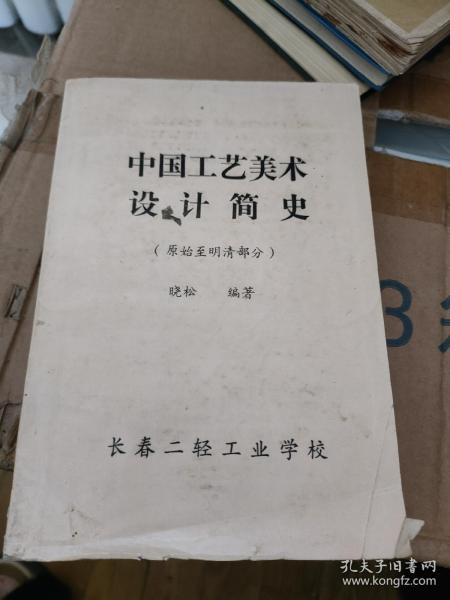 中国工艺美术
设计简史
（原始至明清部分）
晓松 编著
长春二轻工业学校
3
孔夫子旧书网
www.kongfz.com